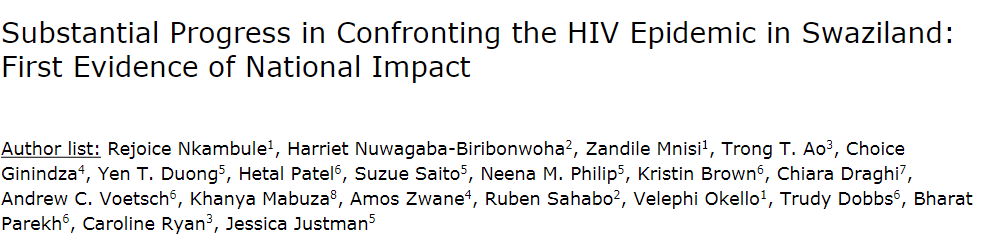 Substantial Progress in Confronting the HIV Epidemic in Swaziland:
First Evidence of National Impact
Author list: Rejoice Nkambule¹, Harriet Nuwagaba-Biribonwoha², Zandile Mnisi¹, Trong T. Ao³, Choice
Ginindza⁴, Yen T. Duong⁵, Hetal Patel⁶, Suzue Saito⁵, Neena M. Philip⁵, Kristin Brown⁶, Chiara Draghi⁷,
Andrew C. Voetsch⁶, Khanya Mabuza⁸, Amos Zwane⁴, Ruben Sahabo², Velephi Okello¹, Trudy Dobbs⁶, Bharat
Parekh⁶, Caroline Ryan³, Jessica Justman⁵